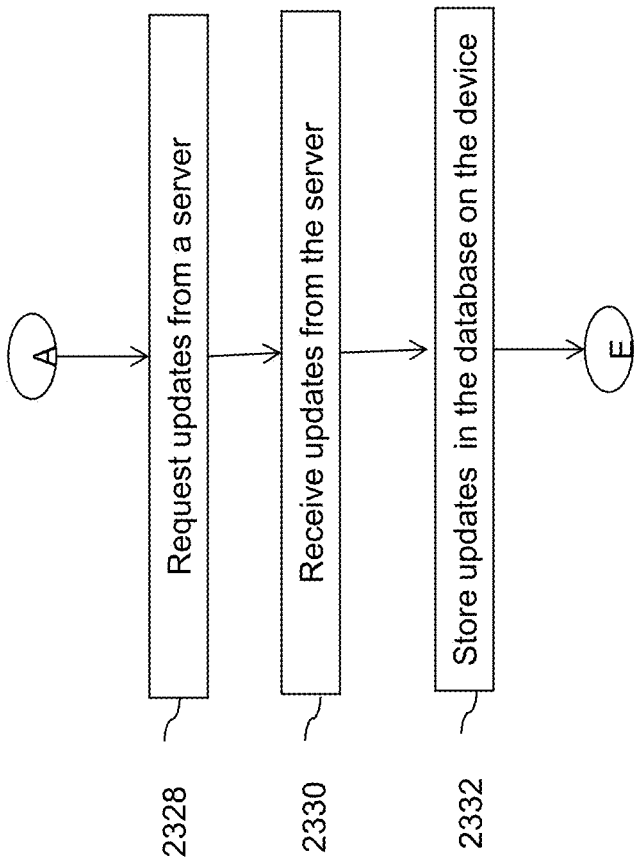 A
Request updates from a server
2328
Receive updates from the server
2330
Store updates in the database on the device
2332
E